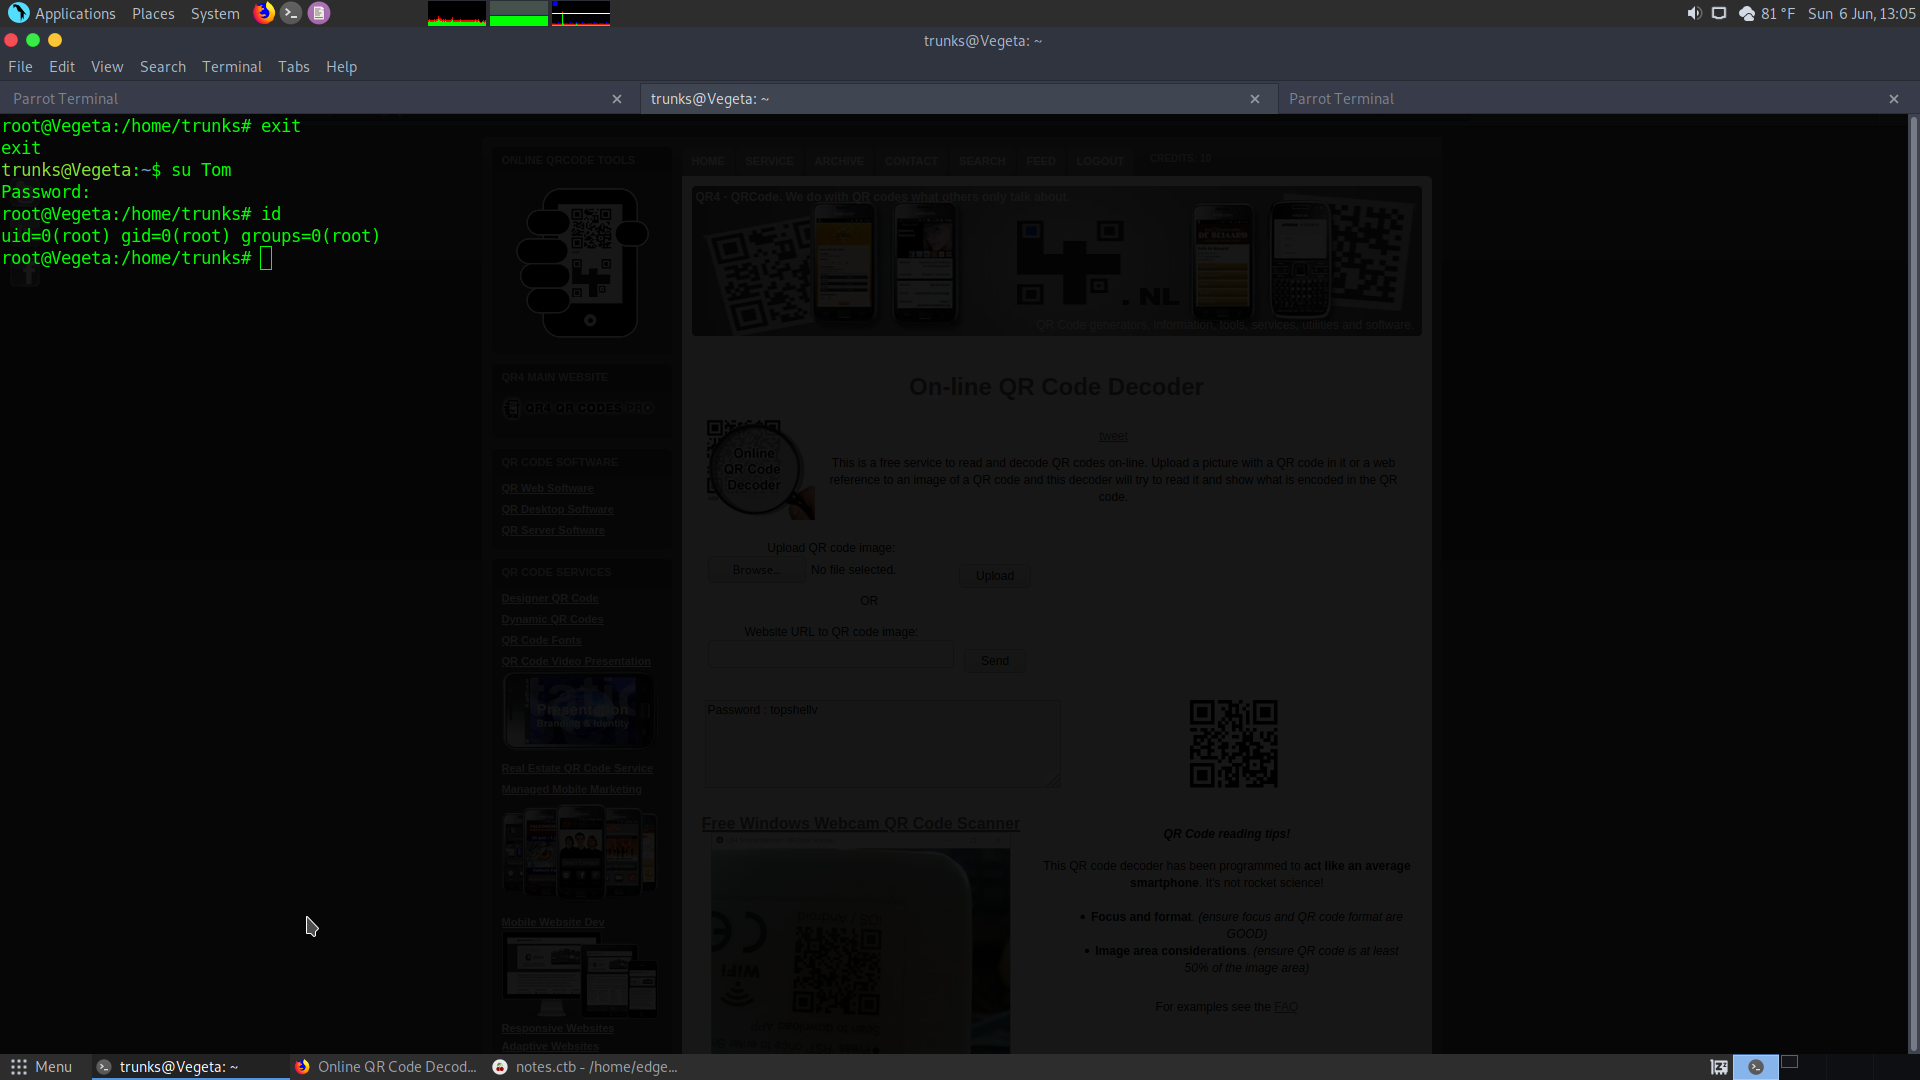 Applications Places System
81 °F Sun 6 Jun, 13:05
trunks@Vegeta: ~
File Edit View Search Terminal Tabs Help
Parrot Terminal
trunks@Vegeta: ~
Parrot Terminal
root@Vegeta:/home/trunks# exit
exit
trunks@Vegeta:~$ su Tom
Password:
root@Vegeta:/home/trunks# id
uid=0(root) gid=0(root) groups=0(root)
root@Vegeta:/home/trunks#
ONLINE QRCODE TOOLS
HOME SERVICE ARCHIVE CONTACT SEARCH FEED LOGOUT CREDITS: 10
QR4 - QRCode. We do with QR codes what others only talk about.
. NL
QR Code generators, information, tools, services, utilities and software.
QR4 MAIN WEBSITE
QR4 QR CODES.PRO
QR CODE SOFTWARE
QR Web Software
QR Desktop Software
QR Server Software
QR CODE SERVICES
Designer QR Code
Dynamic QR Codes
QR Code Fonts
QR Code Video Presentation
Presentation
Branding & Identity
Real Estate QR Code Service
Managed Mobile Marketing
Mobile Website Dev
Responsive Websites
Adaptive Websites
On-line QR Code Decoder
Online
QR Code
Decoder
tweet
This is a free service to read and decode QR codes on-line. Upload a picture with a QR code in it or a web
reference to an image of a QR code and this decoder will try to read it and show what is encoded in the QR
code.
Upload QR code image:
Browse... No file selected. Upload
OR
Website URL to QR code image:
Send
Password : topshellv
Free Windows Webcam QR Code Scanner
WIFI
QR Code reading tips!
This QR code decoder has been programmed to act like an average
smartphone. It's not rocket science!
• Focus and format. (ensure focus and QR code format are
GOOD)
• Image area considerations. (ensure QR code is at least
50% of the image area)
For examples see the FAQ
Menu
trunks@Vegeta: ~
Online QR Code Decod...
notes.ctb - /home/edge...